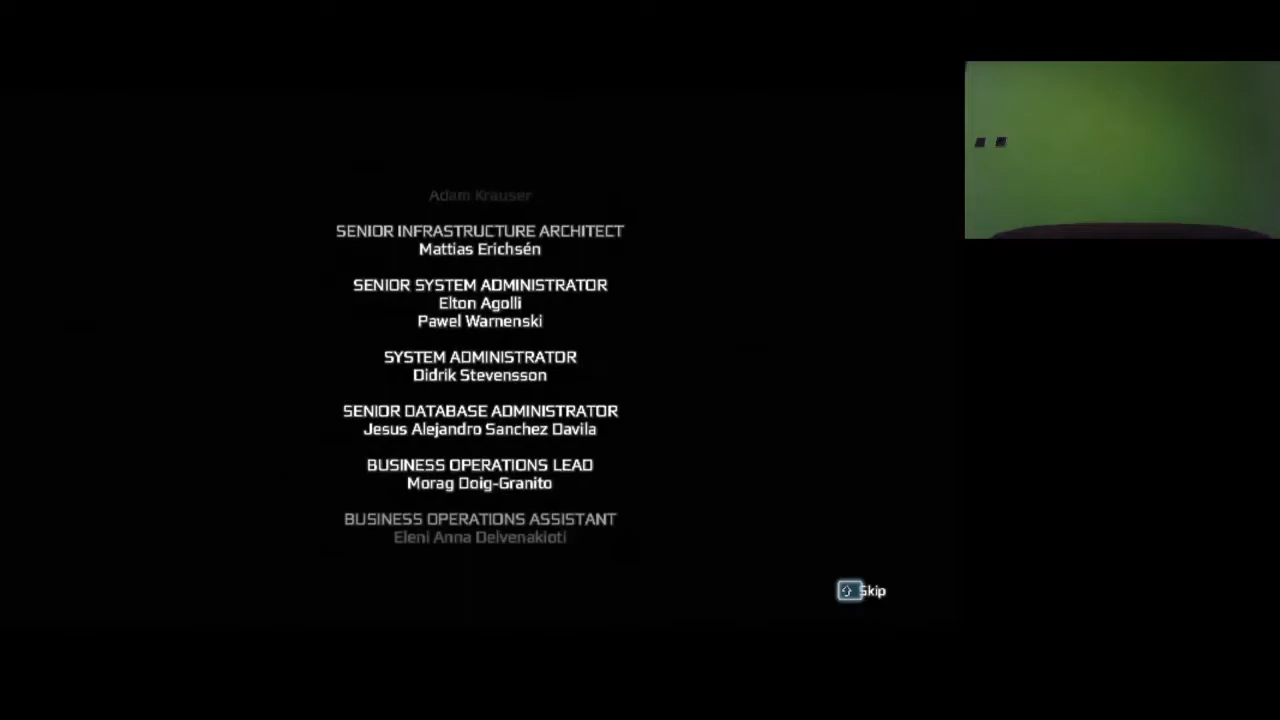 Adam Krauser
SENIOR INFRASTRUCTURE ARCHITECT
Mattias Erichsén
SENIOR SYSTEM ADMINISTRATOR
Elton Agolli
Pawel Warnenski
SYSTEM ADMINISTRATOR
Didrik Stevensson
SENIOR DATABASE ADMINISTRATOR
Jesus Alejandro Sanchez Davila
BUSINESS OPERATIONS LEAD
Morag Doig-Granito
BUSINESS OPERATIONS ASSISTANT
Eleni Anna Delvenakioti
Skip